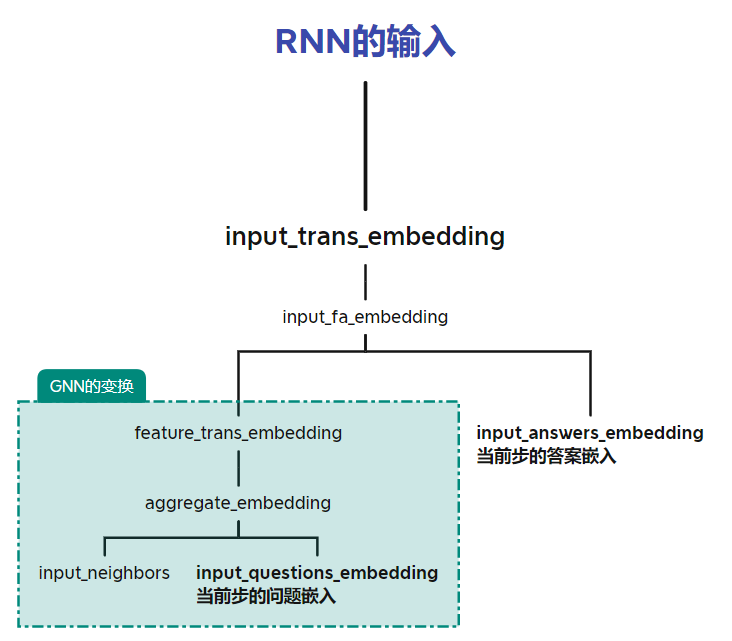 RNN的输入
input_trans_embedding
input_fa_embedding
GNN的变换
feature_trans_embedding
input_answers_embedding
当前步的答案嵌入
aggregate_embedding
input_neighbors
input_questions_embedding
当前步的问题嵌入